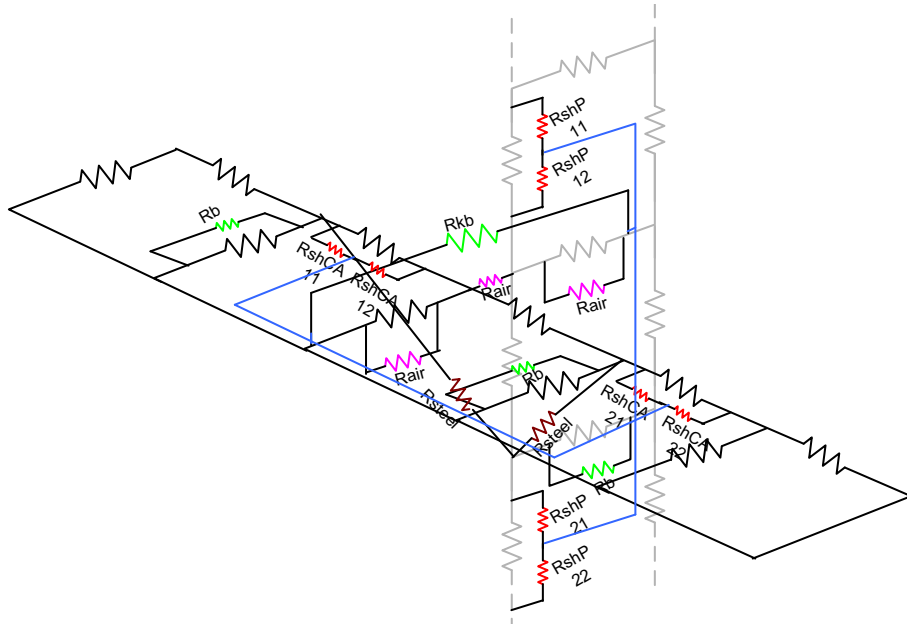 RshP
11
RshP
12
Rb
Rkb
RshCA
11
RshCA
12
Rair
Rair
Rair
Rb
Rsteel
Rsteel
RshCA
21
RshCA
22
Rb
RshP
21
RshP
22